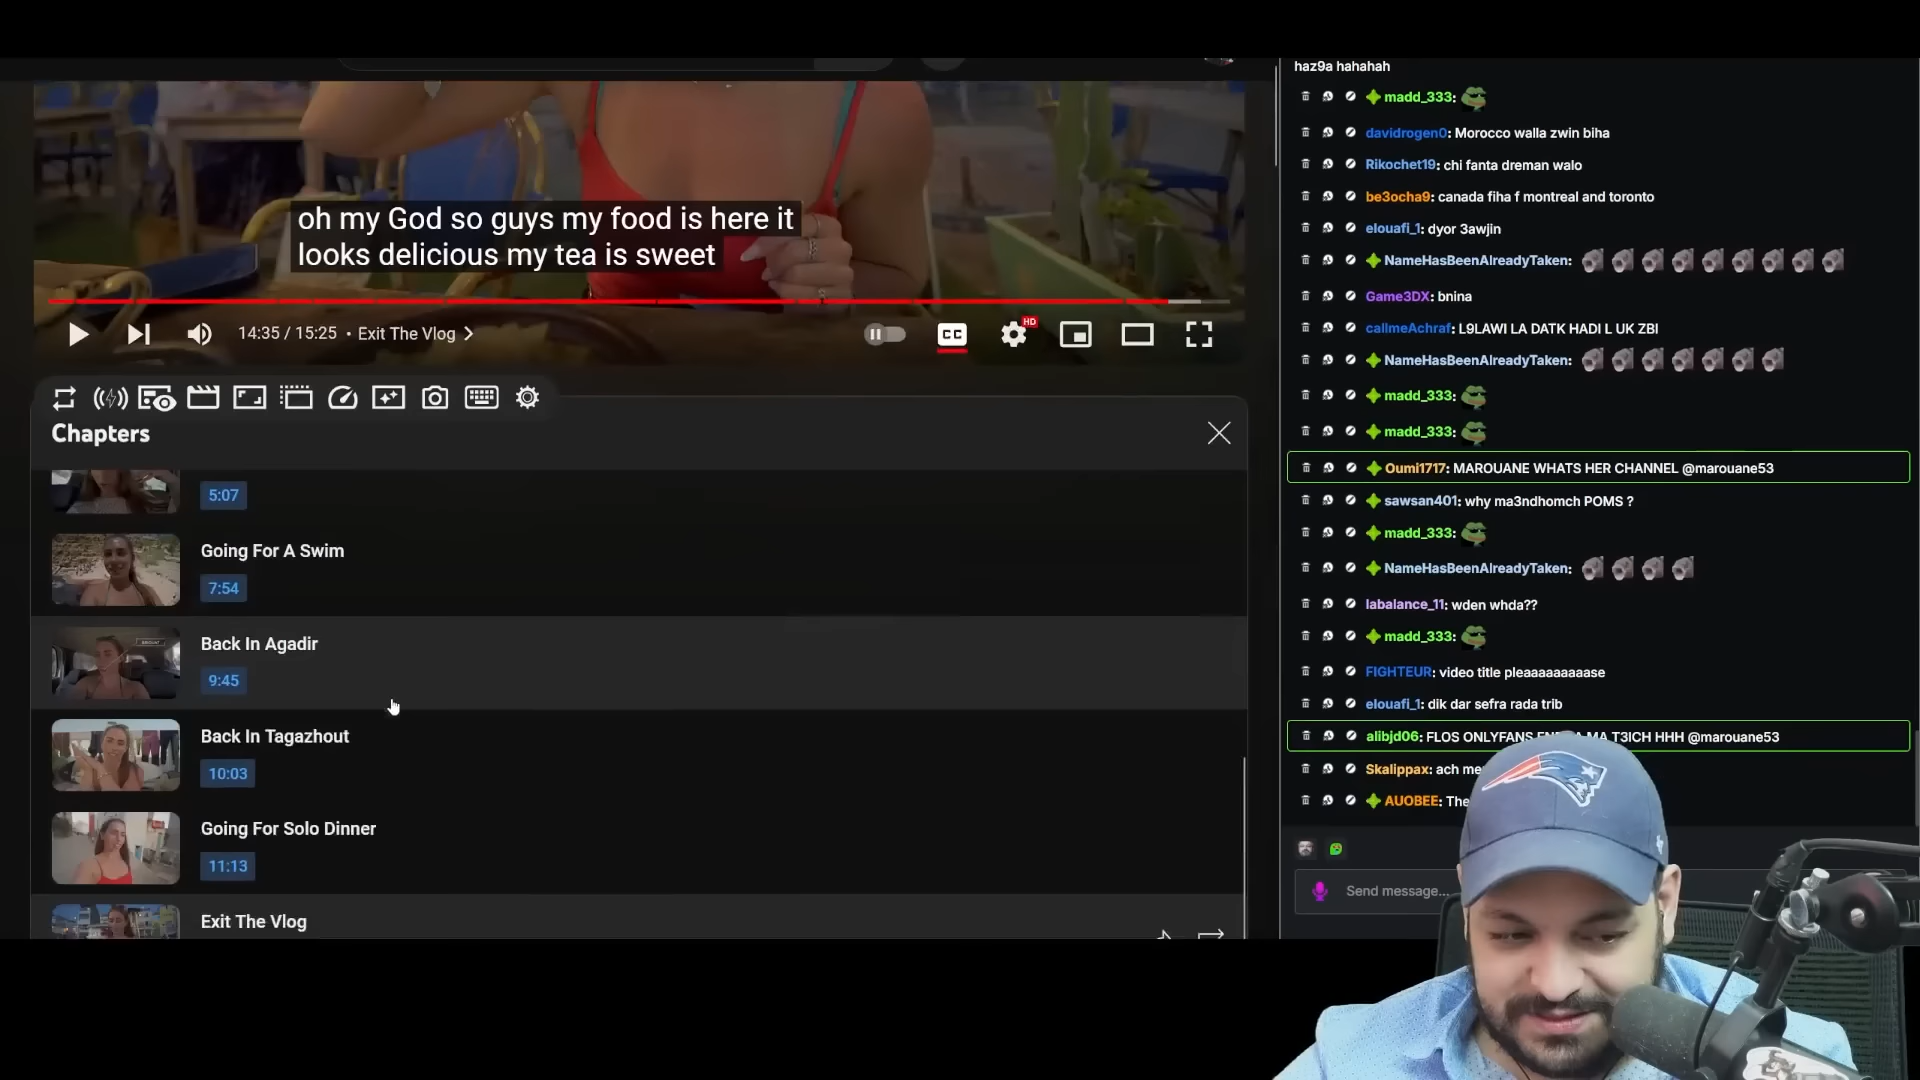 oh my God so guys my food is here it
looks delicious my tea is sweet
14:35 / 15:25 • Exit The Vlog
CC
HD
Chapters
5:07
Going For A Swim
7:54
Back In Agadir
9:45
Back In Tagazhout
10:03
Going For Solo Dinner
11:13
Exit The Vlog
haz9a hahahah
madd_333:
davidrogen0: Morocco walla zwin biha
Rikochet19: chi fanta dreman walo
be3ocha9: canada fiha f montreal and toronto
elouafi_1: dyor 3awjin
NameHasBeenAlreadyTaken:
Game3DX: bnina
callmeAchraf: L9LAWI LA DATK HADI L UK ZBI
NameHasBeenAlreadyTaken:
madd_333:
madd_333:
Oumi1717: MAROUANE WHATS HER CHANNEL @marouane53
sawsan401: why ma3ndhomch POMS ?
madd_333:
NameHasBeenAlreadyTaken:
labalance_11: wden whda??
madd_333:
FIGHTEUR: video title pleaaaaaaaaase
elouafi_1: dik dar sefra rada trib
alibjd06: FLOS ONLYFANS MA T3ICH HHH @marouane53
Skalippax: ach me
AUOBEE: The
Send message...